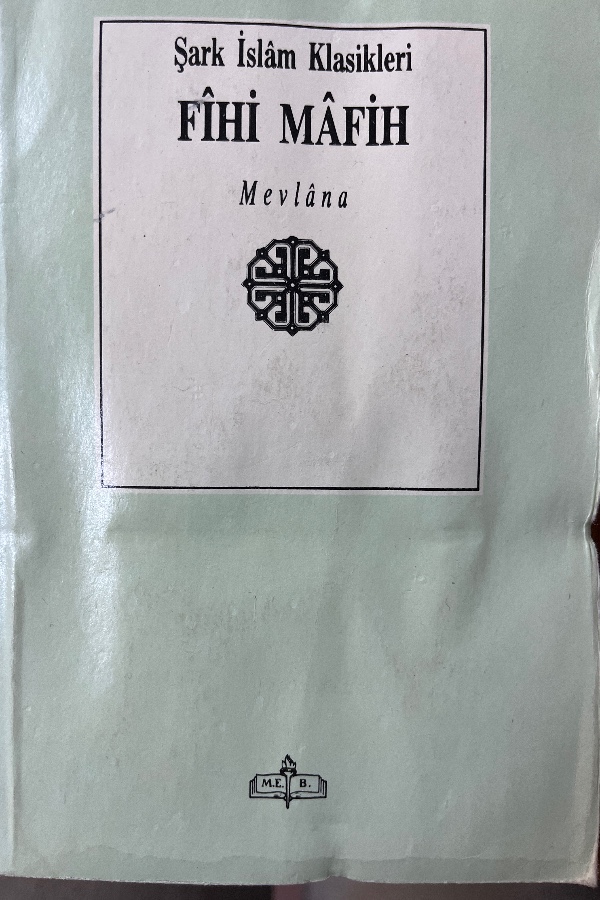 Şark İslâm Klasikleri
FÎHİ MÂFİH
Mevlâna
M.E. B.